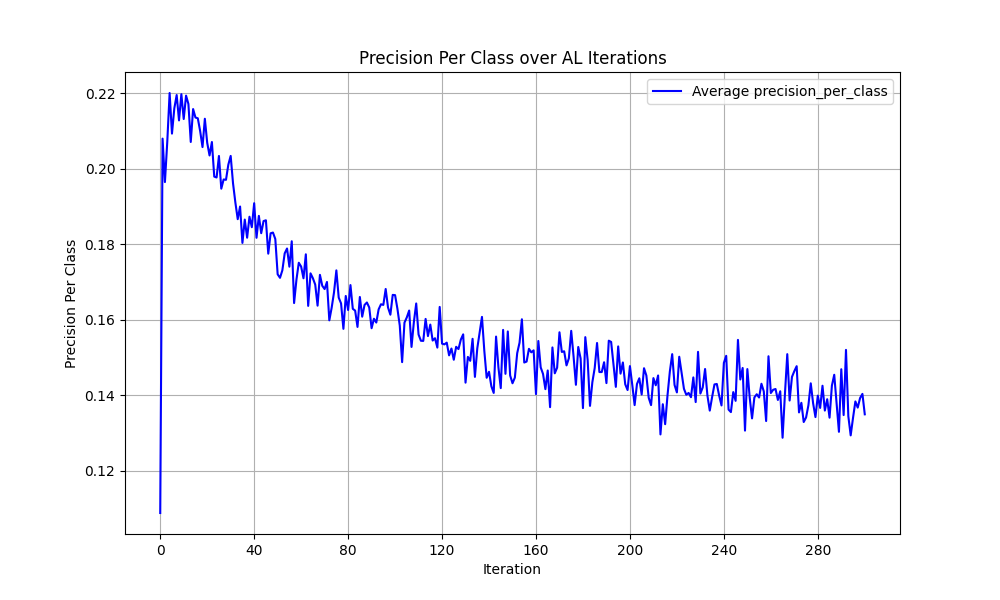 Precision Per Class over AL Iterations
Average precision_per_class
Precision Per Class
0.22
0.20
0.18
0.16
0.14
0.12
0 40 80 120 160 200 240 280
Iteration